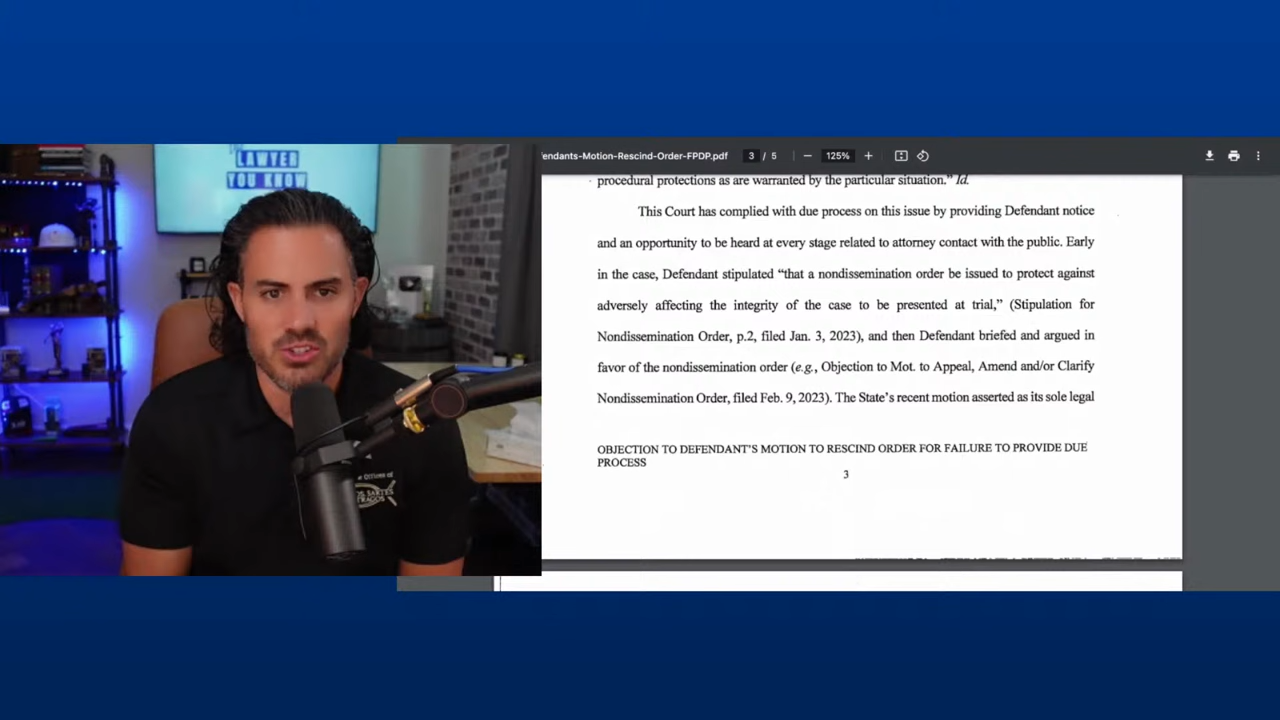 LAWYER
YOU KNOW
endants-Motion-Rescind-Order-FPDP.pdf 3 / 5 125%
procedural protections as are warranted by the particular situation.” Id.
This Court has complied with due process on this issue by providing Defendant notice
and an opportunity to be heard at every stage related to attorney contact with the public. Early
in the case, Defendant stipulated “that a nondissemination order be issued to protect against
adversely affecting the integrity of the case to be presented at trial,” (Stipulation for
Nondissemination Order, p.2, filed Jan. 3, 2023), and then Defendant briefed and argued in
favor of the nondissemination order (e.g., Objection to Mot. to Appeal, Amend and/or Clarify
Nondissemination Order, filed Feb. 9, 2023). The State’s recent motion asserted as its sole legal
OBJECTION TO DEFENDANT’S MOTION TO RESCIND ORDER FOR FAILURE TO PROVIDE DUE
PROCESS
3